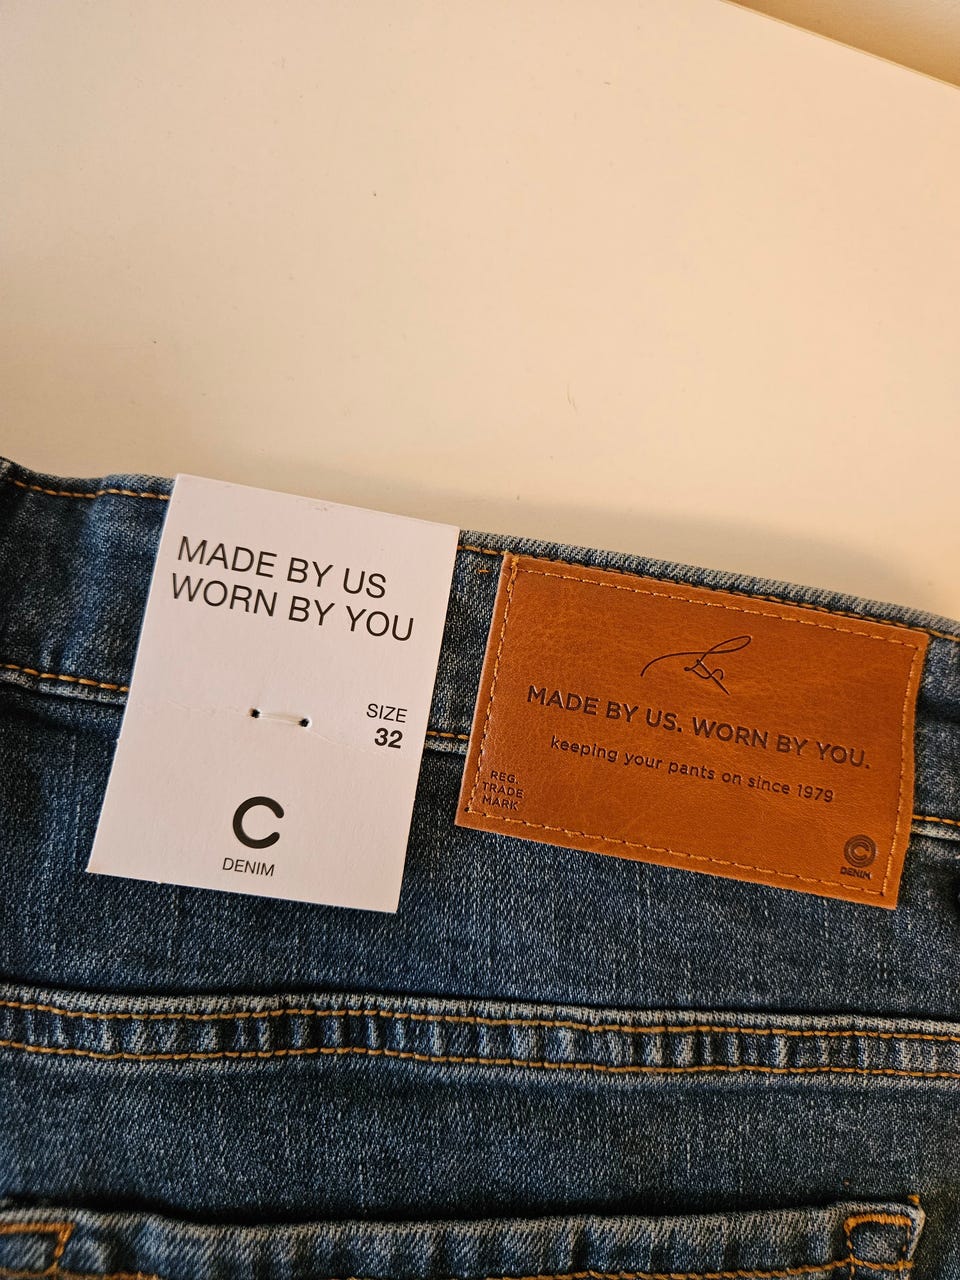 MADE BY US
WORN BY YOU
SIZE
32
C
DENIM
MADE BY US. WORN BY YOU.
keeping your pants on since 1979
REG.
TRADE
MARK
C
DENIM